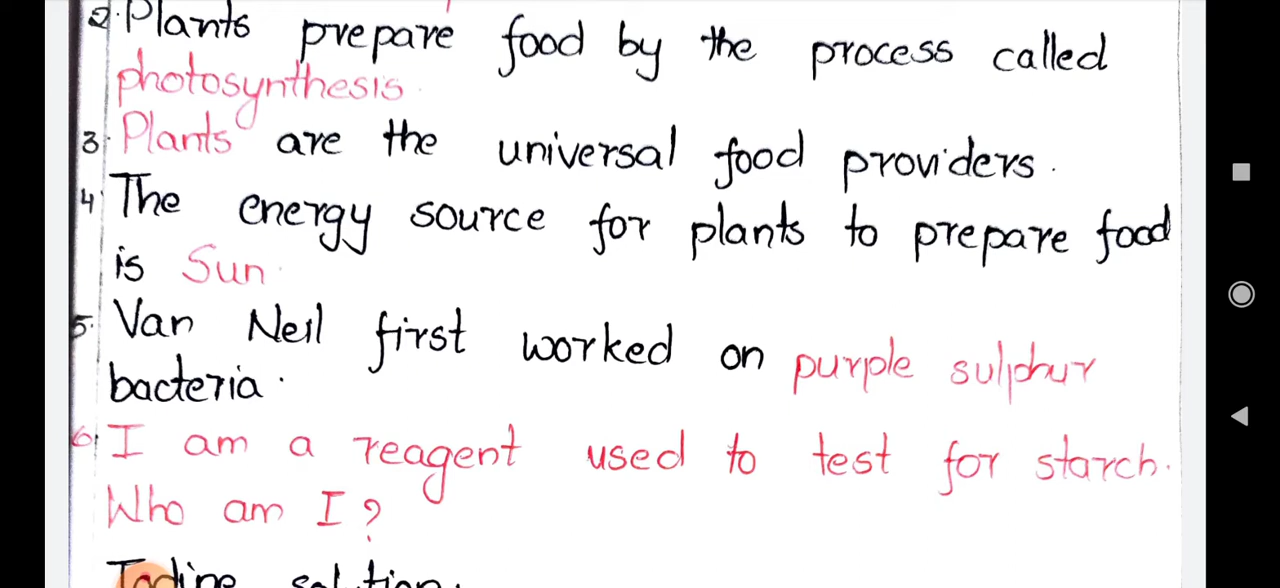 2. Plants prepare food by the process called
photosynthesis.
3. Plants are the universal food providers.
4. The energy source for plants to prepare food
is Sun.
5. Van Neil first worked on purple sulphur
bacteria.
6. I am a reagent used to test for starch.
Who am I?
Iodine solution.